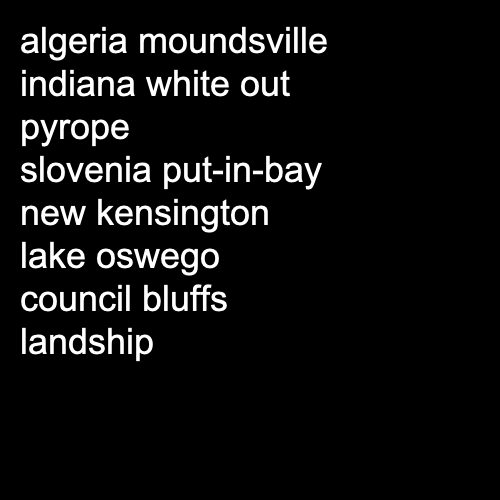 algeria moundsville
indiana white out
pyrope
slovenia put-in-bay
new kensington
lake oswego
council bluffs
landship